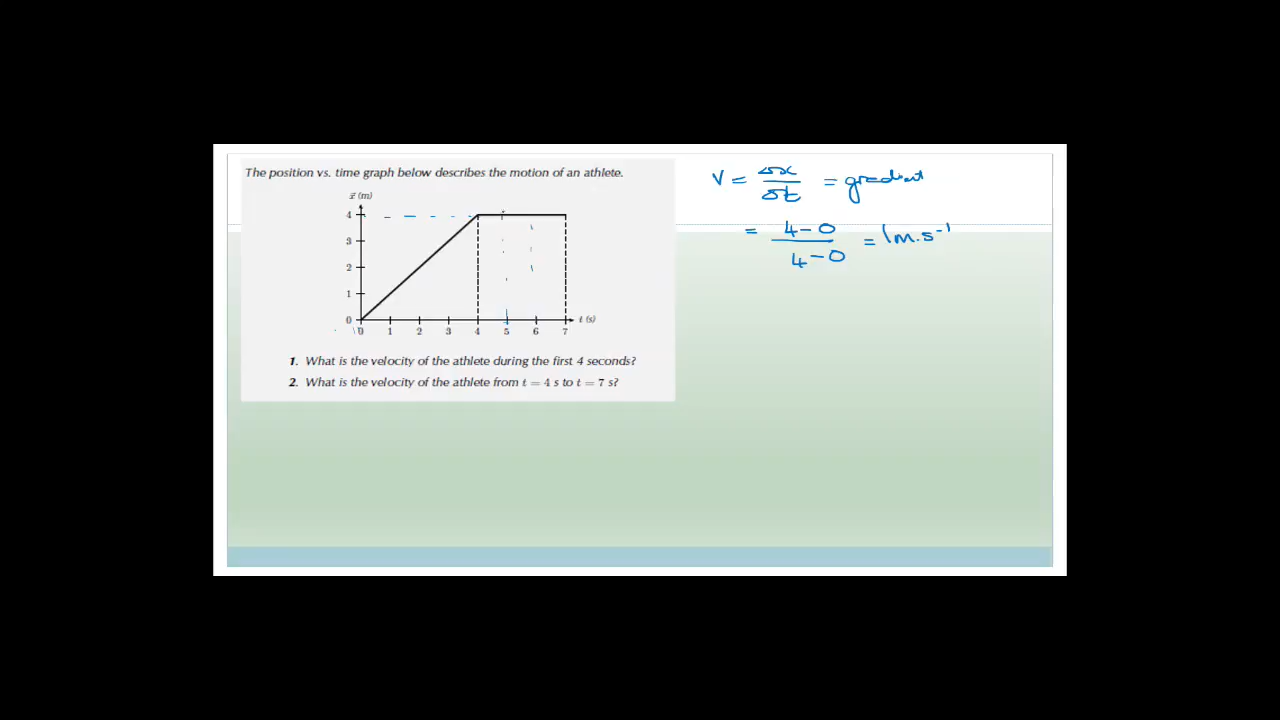 The position vs. time graph below describes the motion of an athlete.
x⃗ (m)
4
3
2
1
0
0 1 2 3 4 5 6 7 t (s)
1. What is the velocity of the athlete during the first 4 seconds?
2. What is the velocity of the athlete from t = 4 s to t = 7 s?
V = Δx/Δt = gradient
= 4-0/4-0 = 1m.s⁻¹